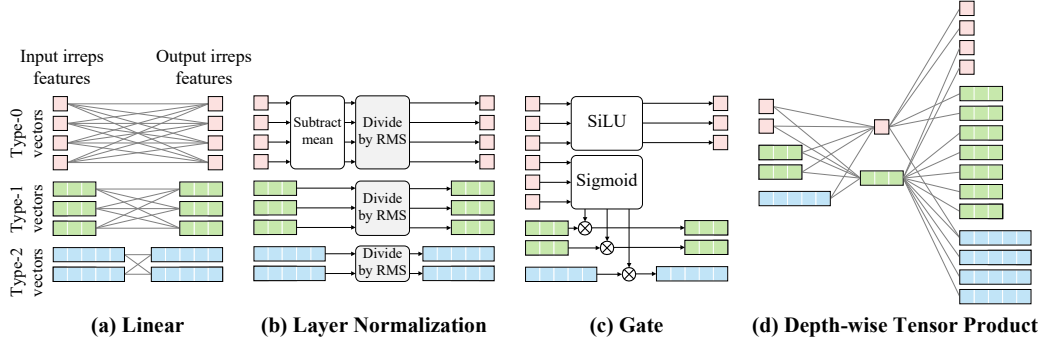 Input irreps
features
Output irreps
features
Type-0
vectors
Type-1
vectors
Type-2
vectors
Subtract
mean
Divide
by RMS
Divide
by RMS
Divide
by RMS
SiLU
Sigmoid
(a) Linear
(b) Layer Normalization
(c) Gate
(d) Depth-wise Tensor Product